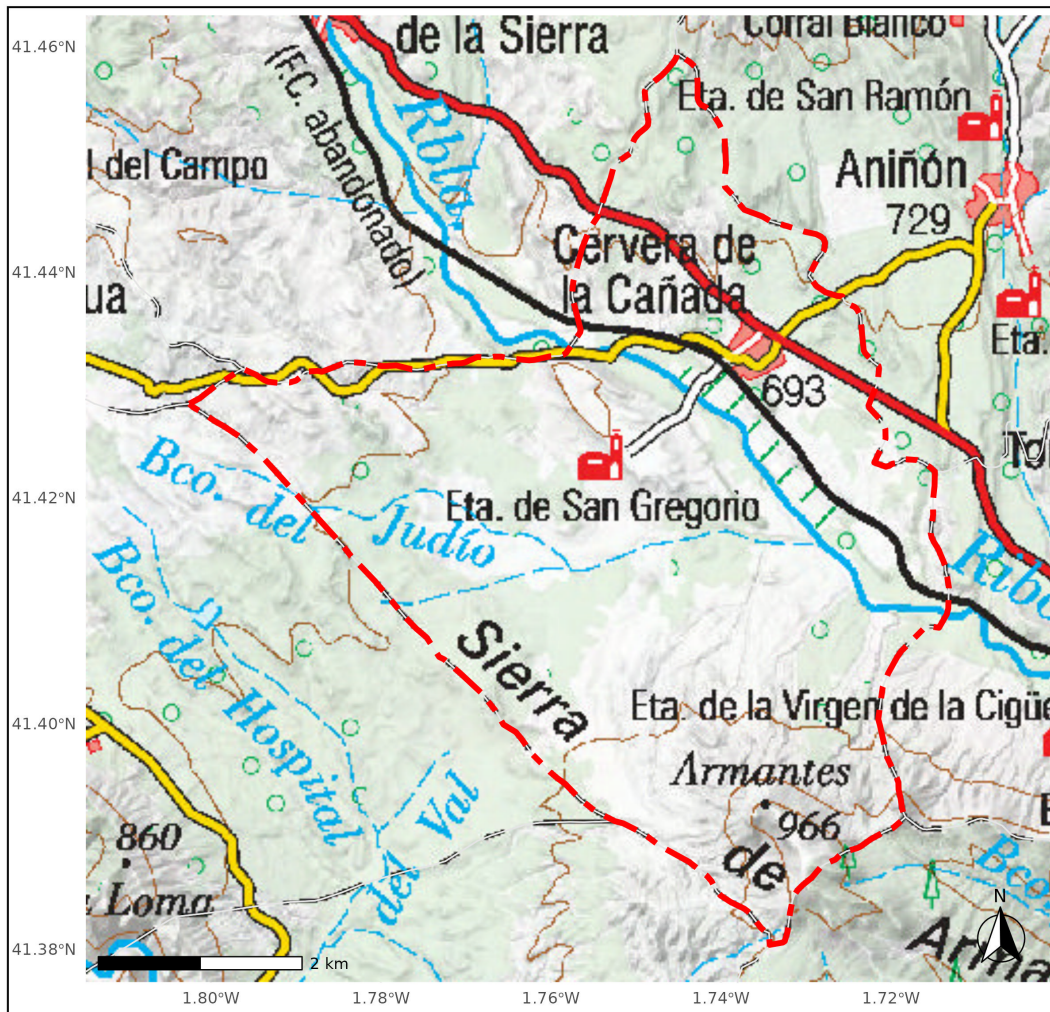 41.46°N
de la Sierra
Corral Blanco
(F.C. abandonado)
Rbla.
Eta. de San Ramón
l del Campo
Aniñón
729
41.44°N
Cervera de
la Cañada
ua
Eta.
693
41.42°N
Bco. del Judío
Eta. de San Gregorio
Bco. del Hospital
Sierra
de
41.40°N
Eta. de la Virgen de la Cigüe
Armantes
966
del Val
860
Loma
Bco
N
41.38°N
2 km
1.80°W
1.78°W
1.76°W
1.74°W
1.72°W